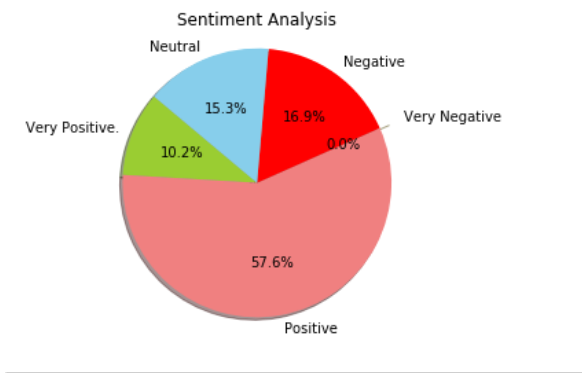 Sentiment Analysis
Neutral
Negative
15.3%
16.9%
Very Negative
Very Positive.
0.0%
10.2%
57.6%
Positive